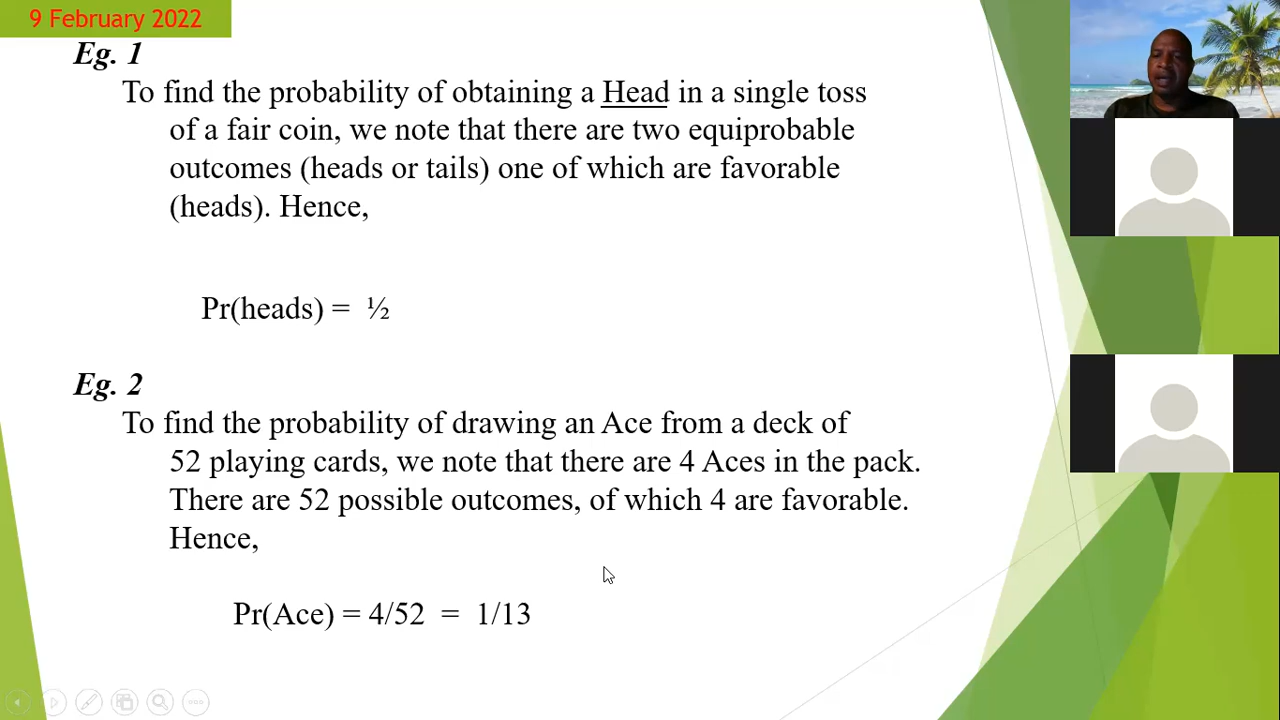 9 February 2022
Eg. 1
To find the probability of obtaining a Head in a single toss
of a fair coin, we note that there are two equiprobable
outcomes (heads or tails) one of which are favorable
(heads). Hence,
Pr(heads) = ½
Eg. 2
To find the probability of drawing an Ace from a deck of
52 playing cards, we note that there are 4 Aces in the pack.
There are 52 possible outcomes, of which 4 are favorable.
Hence,
Pr(Ace) = 4/52 = 1/13